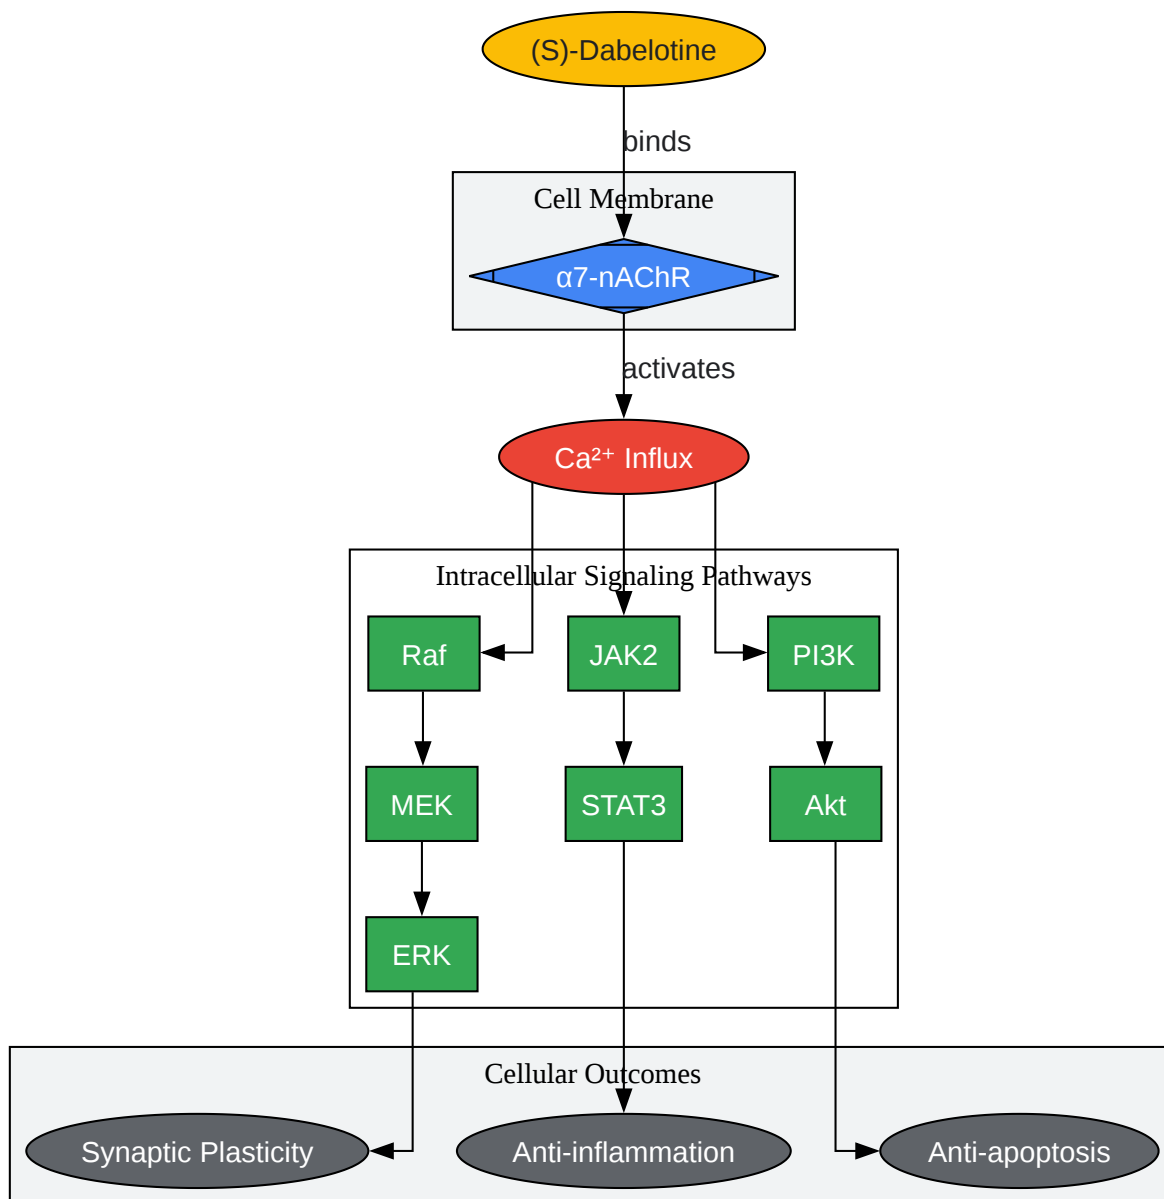 (S)-Dabelotine
binds
Cell Membrane
α7-nAChR
activates
Ca²⁺ Influx
Intracellular Signaling Pathways
Raf
JAK2
PI3K
MEK
STAT3
Akt
ERK
Cellular Outcomes
Synaptic Plasticity
Anti-inflammation
Anti-apoptosis